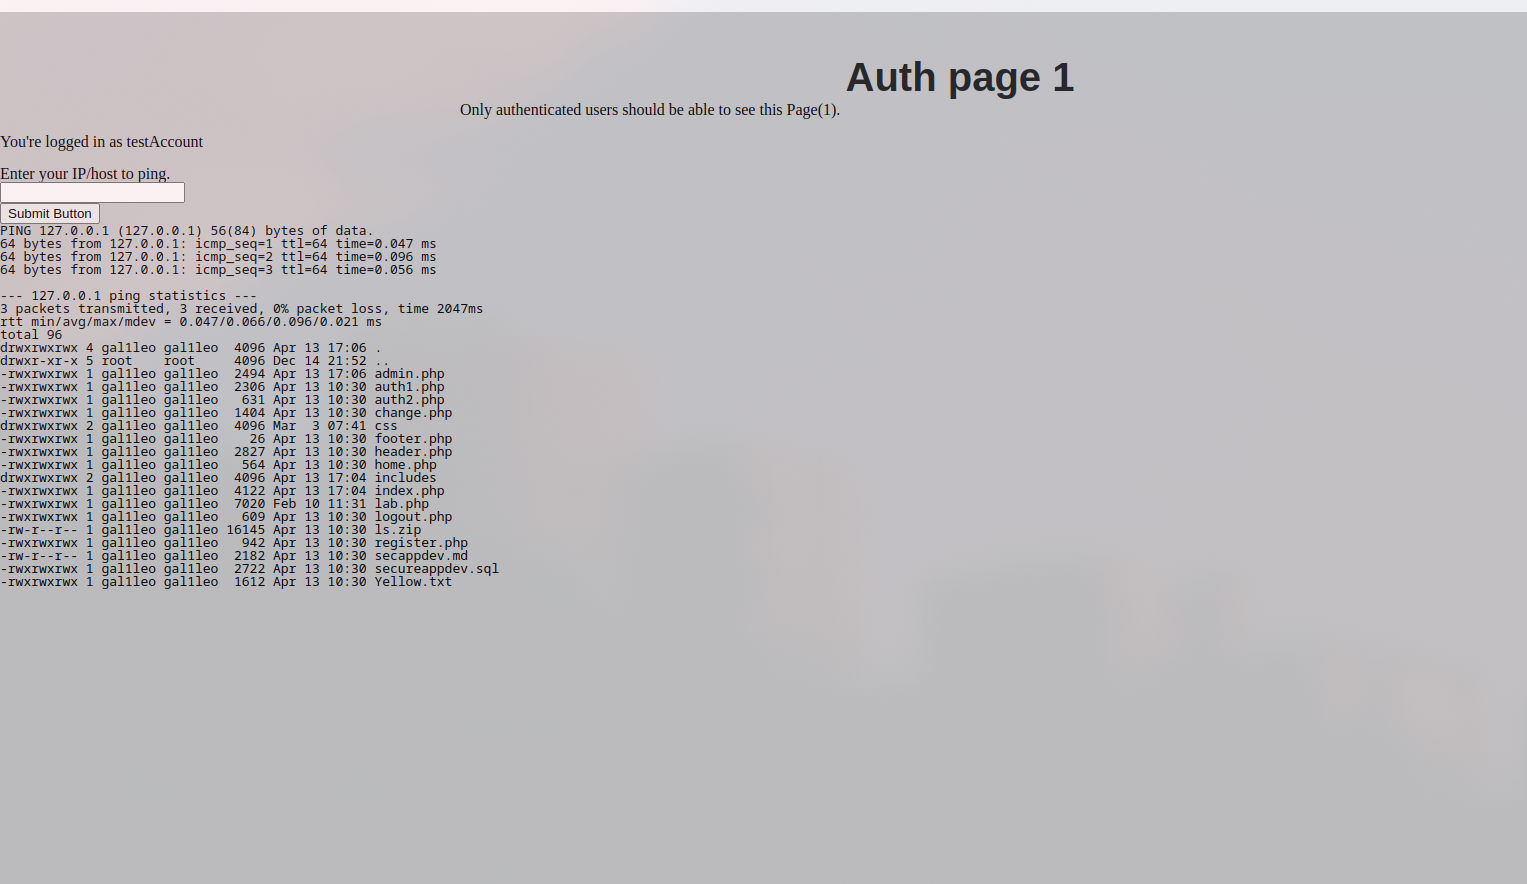 Auth page 1
Only authenticated users should be able to see this Page(1).
You're logged in as testAccount
Enter your IP/host to ping.
Submit Button
PING 127.0.0.1 (127.0.0.1) 56(84) bytes of data.
64 bytes from 127.0.0.1: icmp_seq=1 ttl=64 time=0.047 ms
64 bytes from 127.0.0.1: icmp_seq=2 ttl=64 time=0.096 ms
64 bytes from 127.0.0.1: icmp_seq=3 ttl=64 time=0.056 ms
--- 127.0.0.1 ping statistics ---
3 packets transmitted, 3 received, 0% packet loss, time 2047ms
rtt min/avg/max/mdev = 0.047/0.066/0.096/0.021 ms
total 96
drwxrwxrwx 4 gal1leo gal1leo  4096 Apr 13 17:06 .
drwxr-xr-x 5 root    root     4096 Dec 14 21:52 ..
-rwxrwxrwx 1 gal1leo gal1leo  2494 Apr 13 17:06 admin.php
-rwxrwxrwx 1 gal1leo gal1leo  2306 Apr 13 10:30 auth1.php
-rwxrwxrwx 1 gal1leo gal1leo   631 Apr 13 10:30 auth2.php
-rwxrwxrwx 1 gal1leo gal1leo  1404 Apr 13 10:30 change.php
drwxrwxrwx 2 gal1leo gal1leo  4096 Mar  3 07:41 css
-rwxrwxrwx 1 gal1leo gal1leo    26 Apr 13 10:30 footer.php
-rwxrwxrwx 1 gal1leo gal1leo  2827 Apr 13 10:30 header.php
-rwxrwxrwx 1 gal1leo gal1leo   564 Apr 13 10:30 home.php
drwxrwxrwx 2 gal1leo gal1leo  4096 Apr 13 17:04 includes
-rwxrwxrwx 1 gal1leo gal1leo  4122 Apr 13 17:04 index.php
-rwxrwxrwx 1 gal1leo gal1leo  7020 Feb 10 11:31 lab.php
-rwxrwxrwx 1 gal1leo gal1leo   609 Apr 13 10:30 logout.php
-rw-r--r-- 1 gal1leo gal1leo 16145 Apr 13 10:30 ls.zip
-rwxrwxrwx 1 gal1leo gal1leo   942 Apr 13 10:30 register.php
-rw-r--r-- 1 gal1leo gal1leo  2182 Apr 13 10:30 secappdev.md
-rwxrwxrwx 1 gal1leo gal1leo  2722 Apr 13 10:30 secureappdev.sql
-rwxrwxrwx 1 gal1leo gal1leo  1612 Apr 13 10:30 Yellow.txt